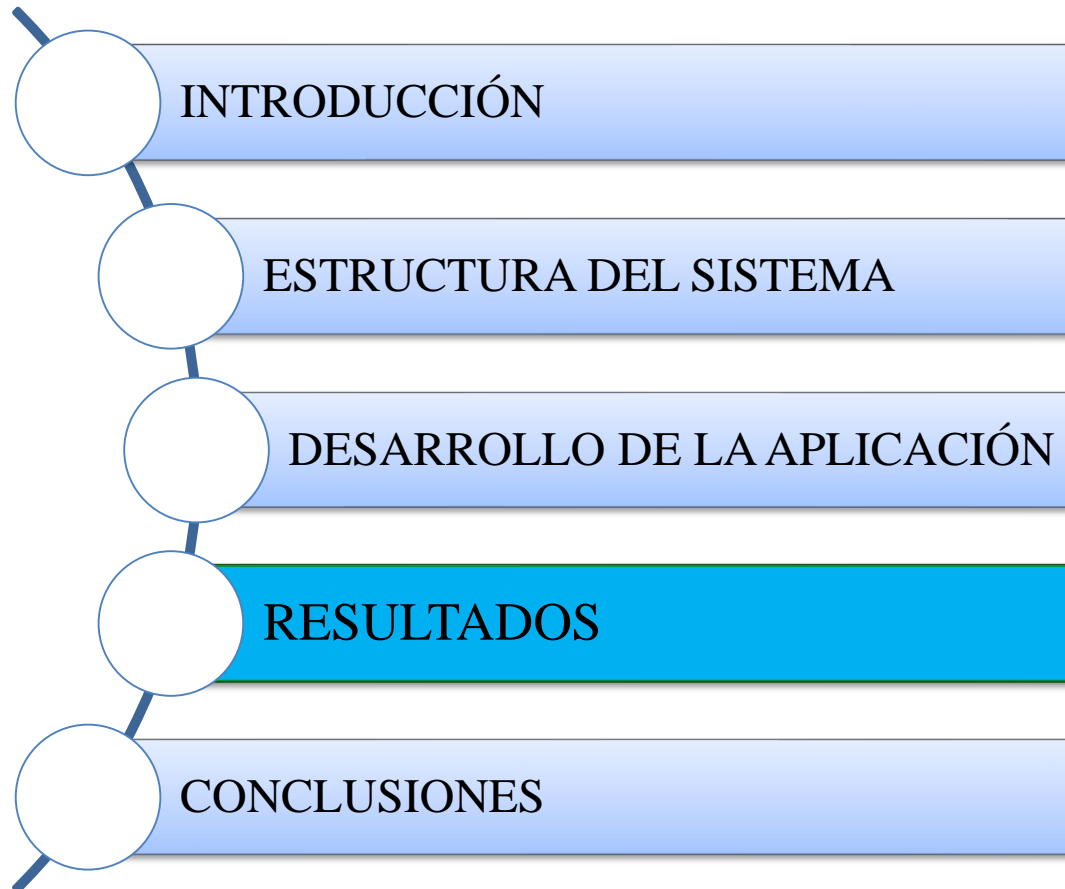 INTRODUCCIÓN
ESTRUCTURA DEL SISTEMA
DESARROLLO DE LA APLICACIÓN
RESULTADOS
CONCLUSIONES